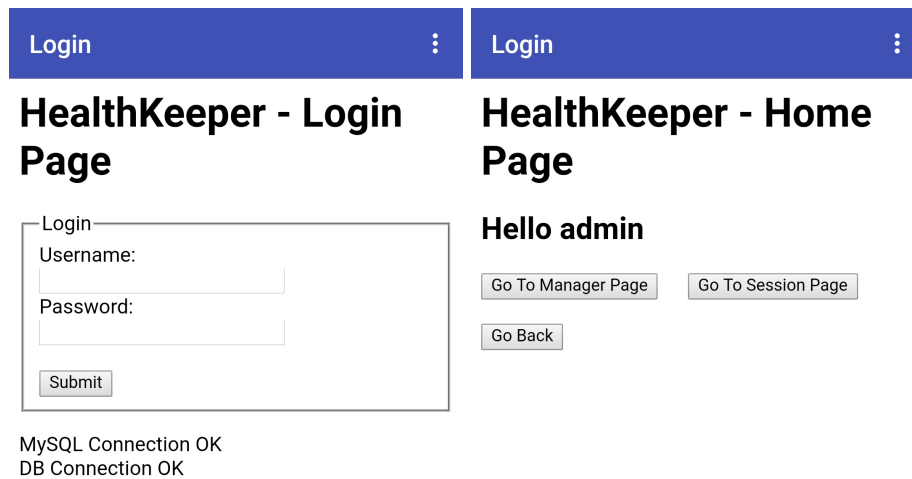 Login
HealthKeeper - Login
Page
Login
Username:
Password:
Submit
MySQL Connection OK
DB Connection OK
Login
HealthKeeper - Home
Page
Hello admin
Go To Manager Page
Go To Session Page
Go Back